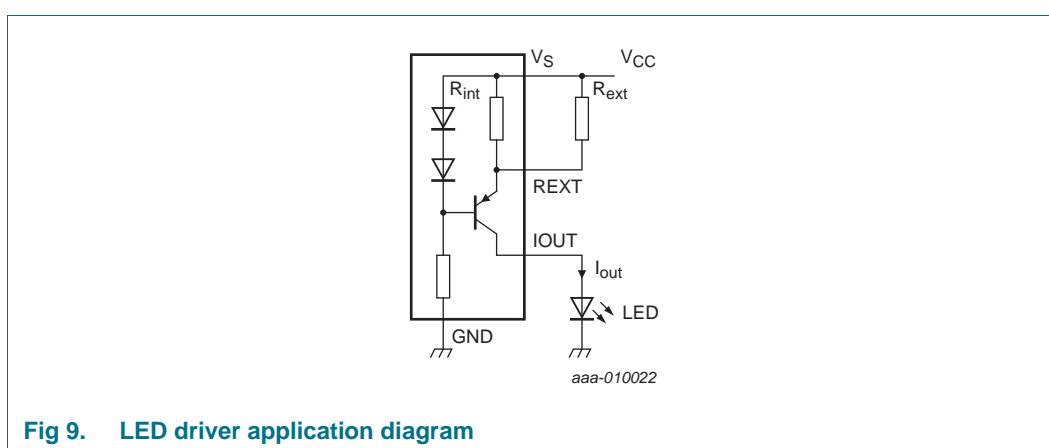 VS VCC
Rint Rext
REXT
IOUT
Iout
LED
GND
aaa-010022
Fig 9. LED driver application diagram